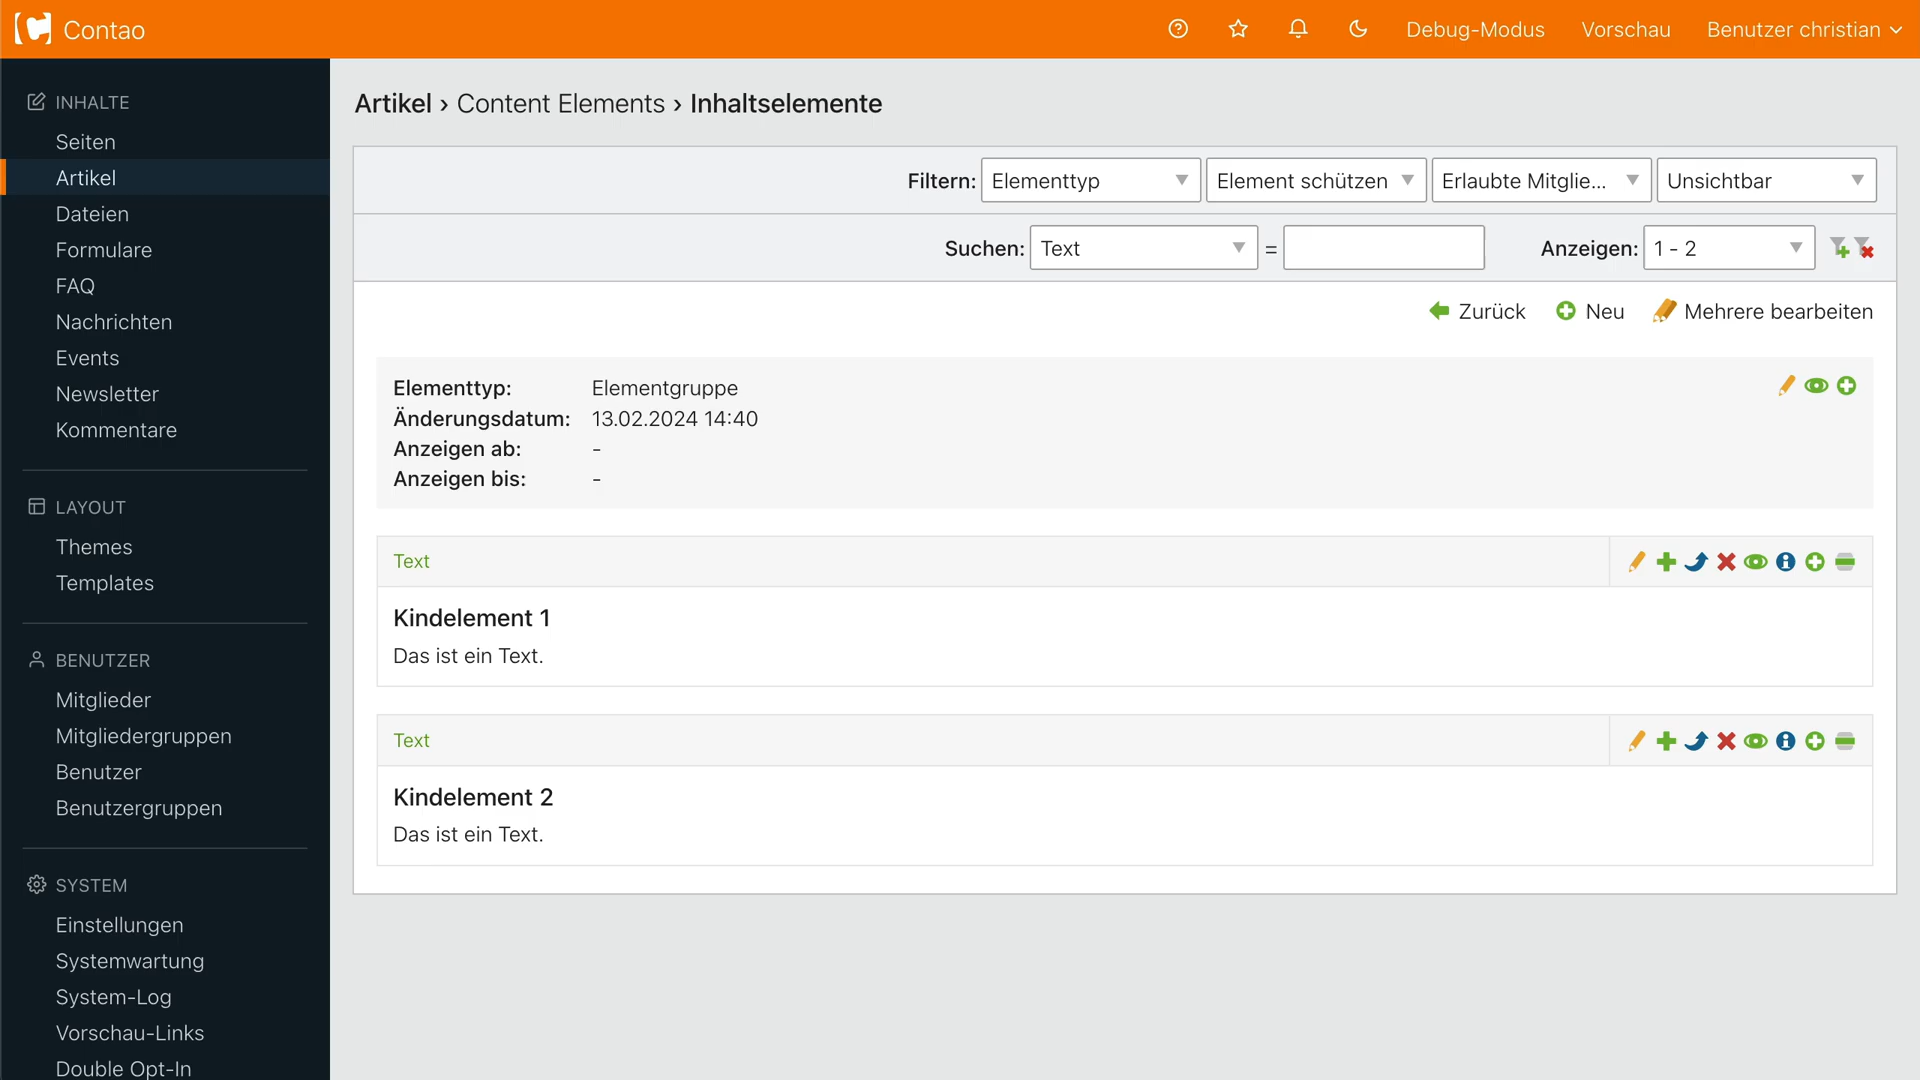 Contao
Debug-Modus Vorschau Benutzer christian
INHALTE
Seiten
Artikel
Dateien
Formulare
FAQ
Nachrichten
Events
Newsletter
Kommentare
LAYOUT
Themes
Templates
BENUTZER
Mitglieder
Mitgliedergruppen
Benutzer
Benutzergruppen
SYSTEM
Einstellungen
Systemwartung
System-Log
Vorschau-Links
Double Opt-In
Artikel › Content Elements › Inhaltselemente
Filtern: Elementtyp Element schützen Erlaubte Mitglie... Unsichtbar
Suchen: Text = Anzeigen: 1 - 2
Zurück Neu Mehrere bearbeiten
Elementtyp: Elementgruppe
Änderungsdatum: 13.02.2024 14:40
Anzeigen ab: -
Anzeigen bis: -
Text
Kindelement 1
Das ist ein Text.
Text
Kindelement 2
Das ist ein Text.